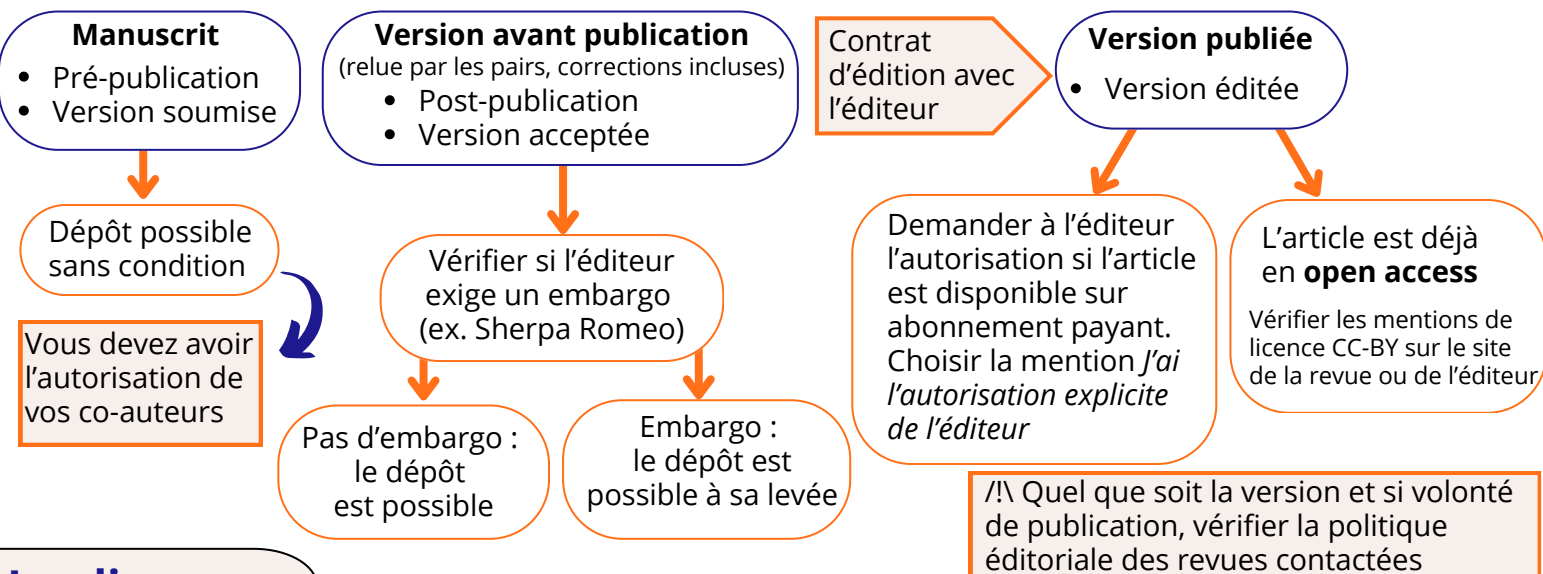 Manuscrit
• Pré-publication
• Version soumise
Dépôt possible
sans condition
Vous devez avoir
l'autorisation de
vos co-auteurs
Version avant publication
(relue par les pairs, corrections incluses)
• Post-publication
• Version acceptée
Vérifier si l'éditeur
exige un embargo
(ex. Sherpa Romeo)
Pas d'embargo :
le dépôt
est possible
Embargo :
le dépôt est
possible à sa levée
Contrat
d'édition avec
l'éditeur
Version publiée
• Version éditée
Demander à l'éditeur
l'autorisation si l'article
est disponible sur
abonnement payant.
Choisir la mention J'ai
l'autorisation explicite
de l'éditeur
L'article est déjà
en open access
Vérifier les mentions de
licence CC-BY sur le site
de la revue ou de l'éditeur
/!\ Quel que soit la version et si volonté
de publication, vérifier la politique
éditoriale des revues contactées